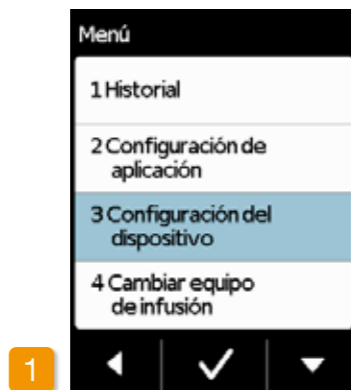 Menú
1 Historial
2 Configuración de
aplicación
3 Configuración del
dispositivo
4 Cambiar equipo
de infusión
1